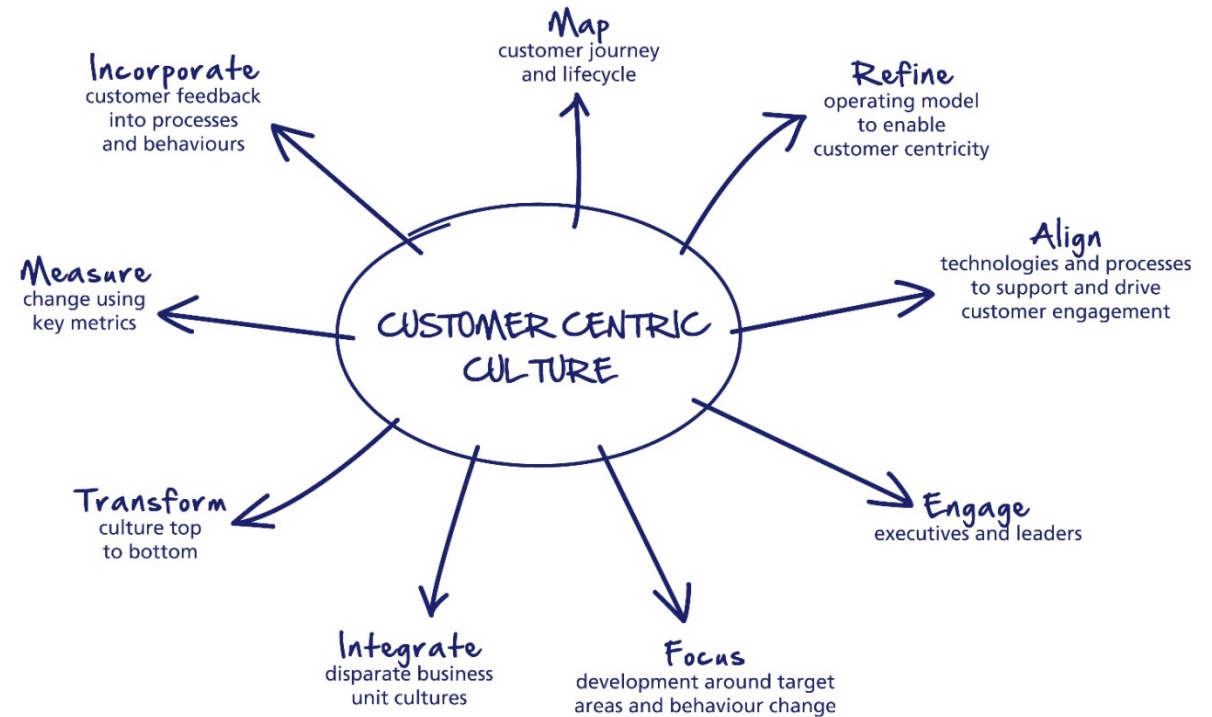 Map
customer journey
and lifecycle
Refine
operating model
to enable
customer centricity
Align
technologies and processes
to support and drive
customer engagement
Engage
executives and leaders
Focus
development around target
areas and behaviour change
Integrate
disparate business
unit cultures
Transform
culture top
to bottom
Measure
change using
key metrics
Incorporate
customer feedback
into processes
and behaviours
CUSTOMER CENTRIC
CULTURE